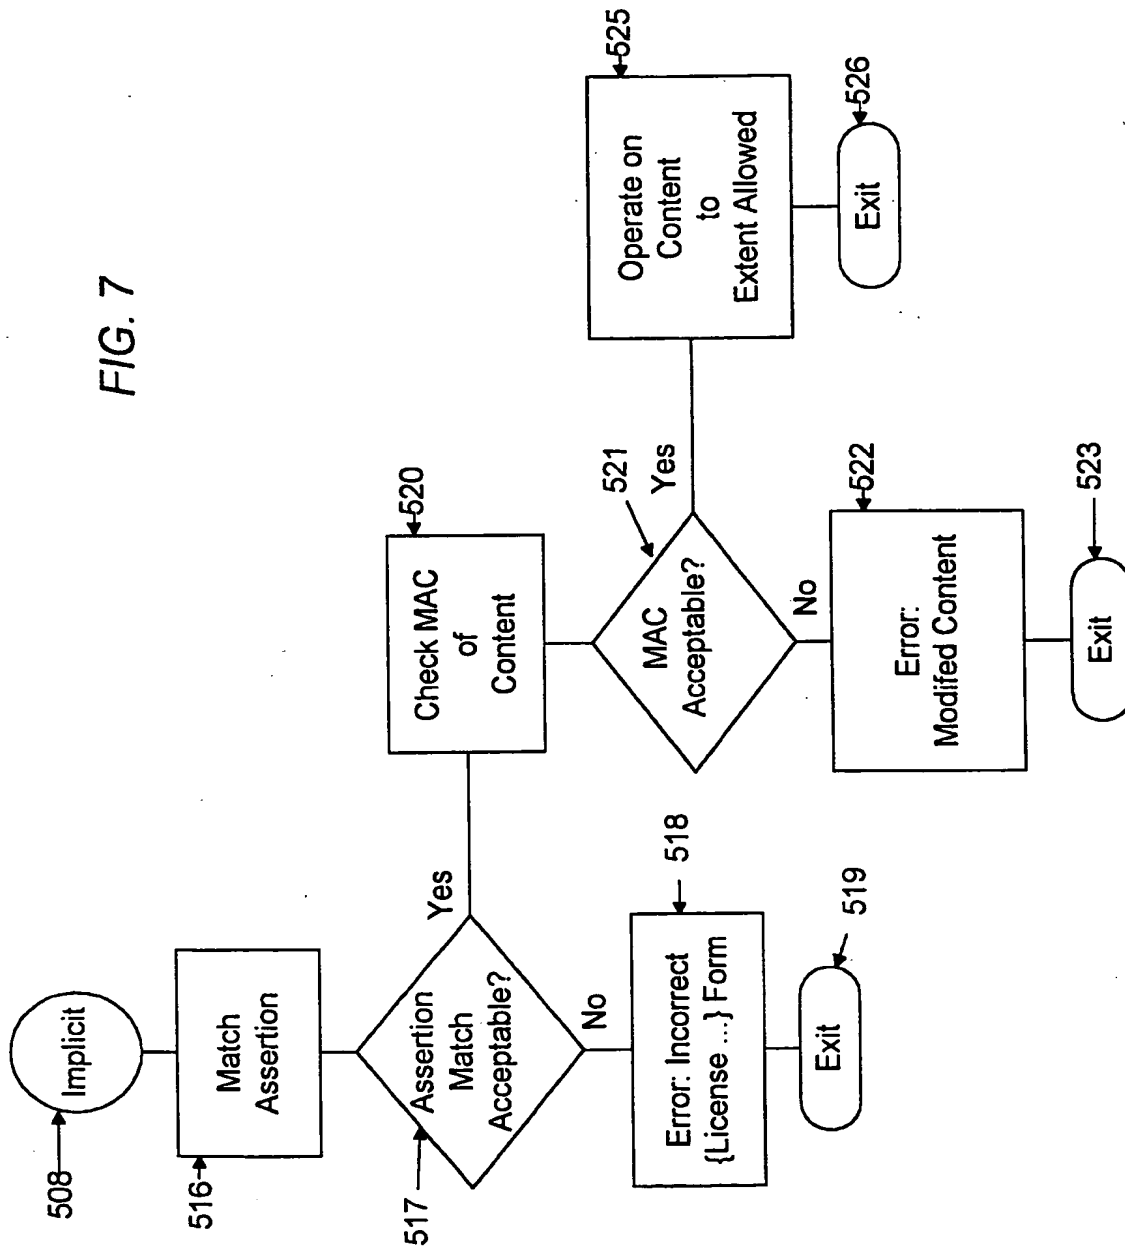 FIG. 7
508
Implicit
516
Match
Assertion
517
Assertion
Match
Acceptable?
Yes
No
518
Error: Incorrect
{License ...} Form
519
Exit
520
Check MAC
of
Content
521
MAC
Acceptable?
Yes
No
522
Error:
Modifed Content
523
Exit
525
Operate on
Content
to
Extent Allowed
526
Exit